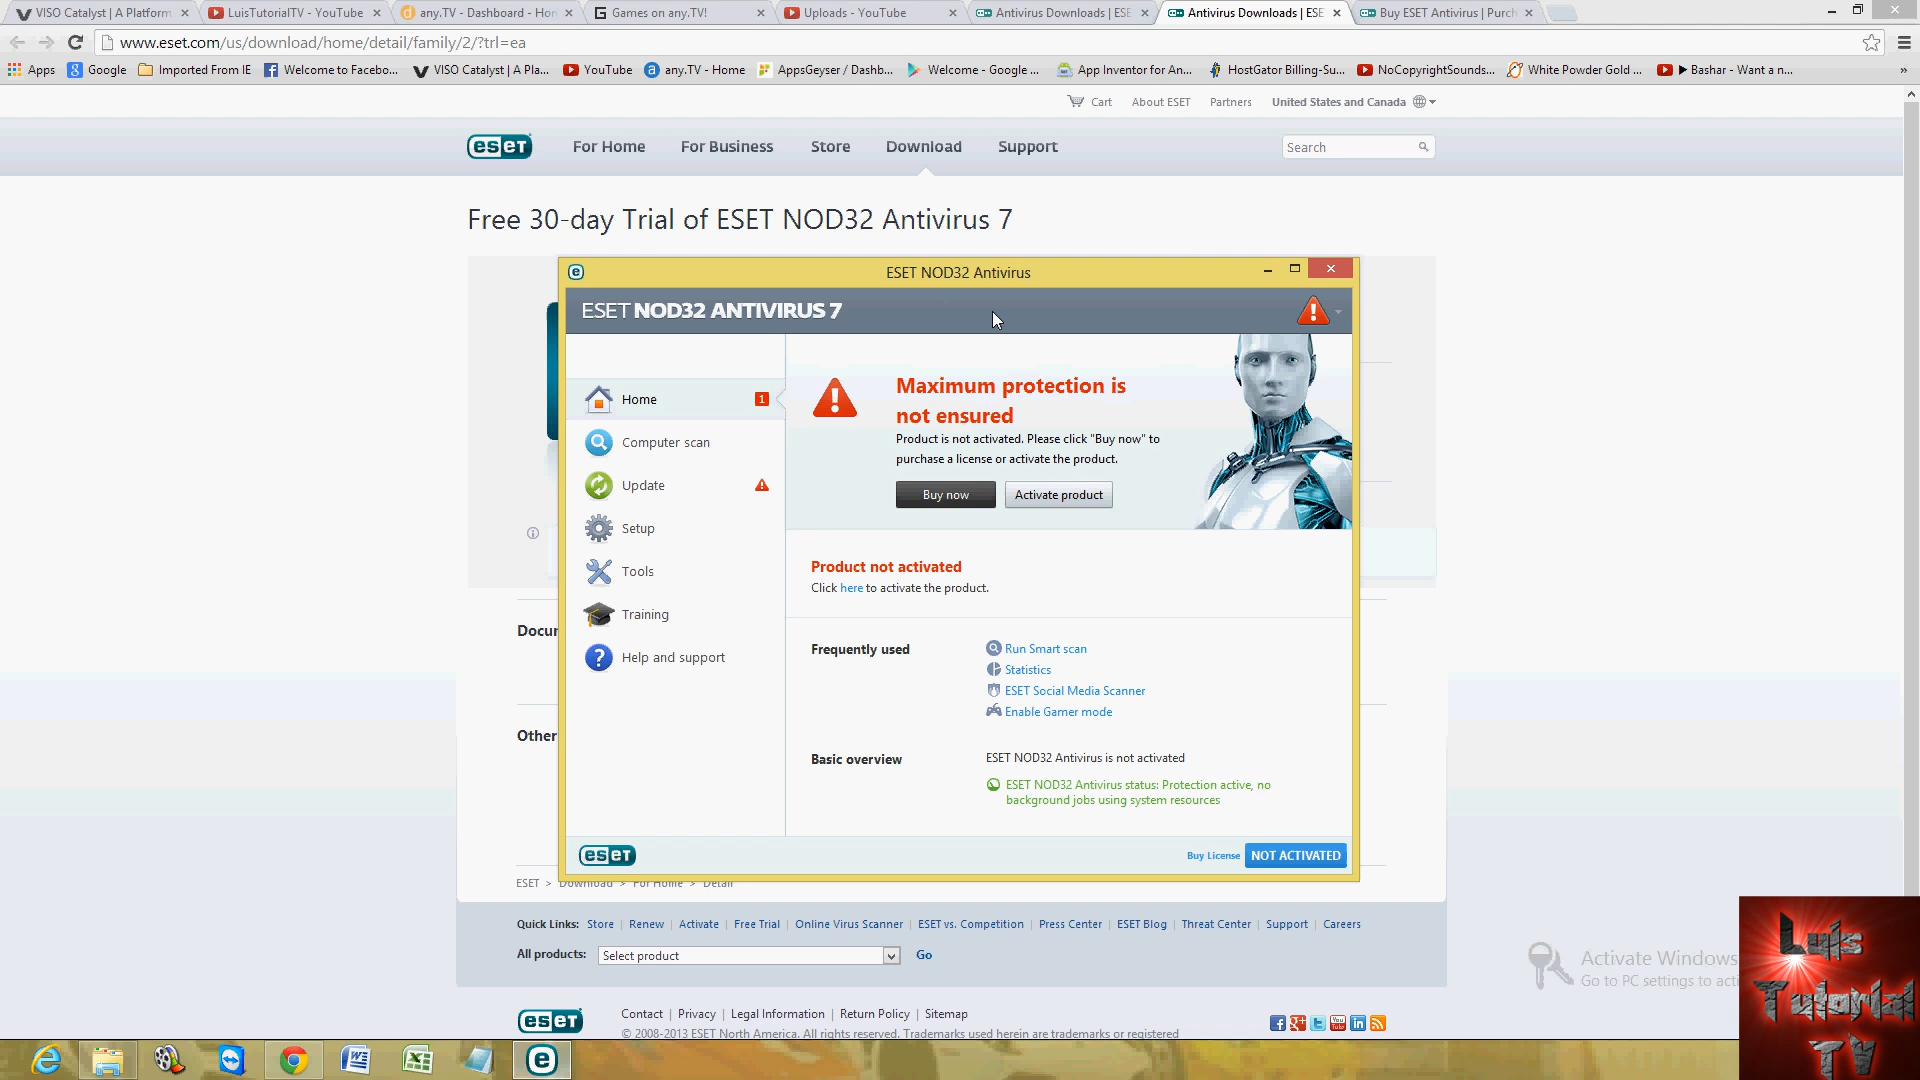 VISO Catalyst | A Platform
LuisTutorialTV - YouTube
any.TV - Dashboard - Hom
Games on any.TV!
Uploads - YouTube
Antivirus Downloads | ESE
Antivirus Downloads | ESE
Buy ESET Antivirus | Purch
www.eset.com/us/download/home/detail/family/2/?trl=ea
Apps
Google
Imported From IE
Welcome to Facebo...
VISO Catalyst | A Pla...
YouTube
any.TV - Home
AppsGeyser / Dashb...
Welcome - Google ...
App Inventor for An...
HostGator Billing-Su...
NoCopyrightSounds...
White Powder Gold ...
▶ Bashar - Want a n...
»
Cart
About ESET
Partners
United States and Canada
eset
For Home
For Business
Store
Download
Support
Search
Free 30-day Trial of ESET NOD32 Antivirus 7
ESET NOD32 Antivirus
ESET NOD32 ANTIVIRUS 7
Home
1
Computer scan
Update
Setup
Tools
Training
Help and support
Maximum protection is
not ensured
Product is not activated. Please click "Buy now" to
purchase a license or activate the product.
Buy now
Activate product
Product not activated
Click here to activate the product.
Frequently used
Run Smart scan
Statistics
ESET Social Media Scanner
Enable Gamer mode
Basic overview
ESET NOD32 Antivirus is not activated
ESET NOD32 Antivirus status: Protection active, no
background jobs using system resources
eset
Buy License
NOT ACTIVATED
Docum
Other
ESET > Download > For Home > Detail
Quick Links: Store | Renew | Activate | Free Trial | Online Virus Scanner | ESET vs. Competition | Press Center | ESET Blog | Threat Center | Support | Careers
All products:
Select product
Go
Activate Windows
Go to PC settings to acti
eset
Contact | Privacy | Legal Information | Return Policy | Sitemap
© 2008-2013 ESET North America. All rights reserved. Trademarks used herein are trademarks or registered
Luis
Tutorial
TV